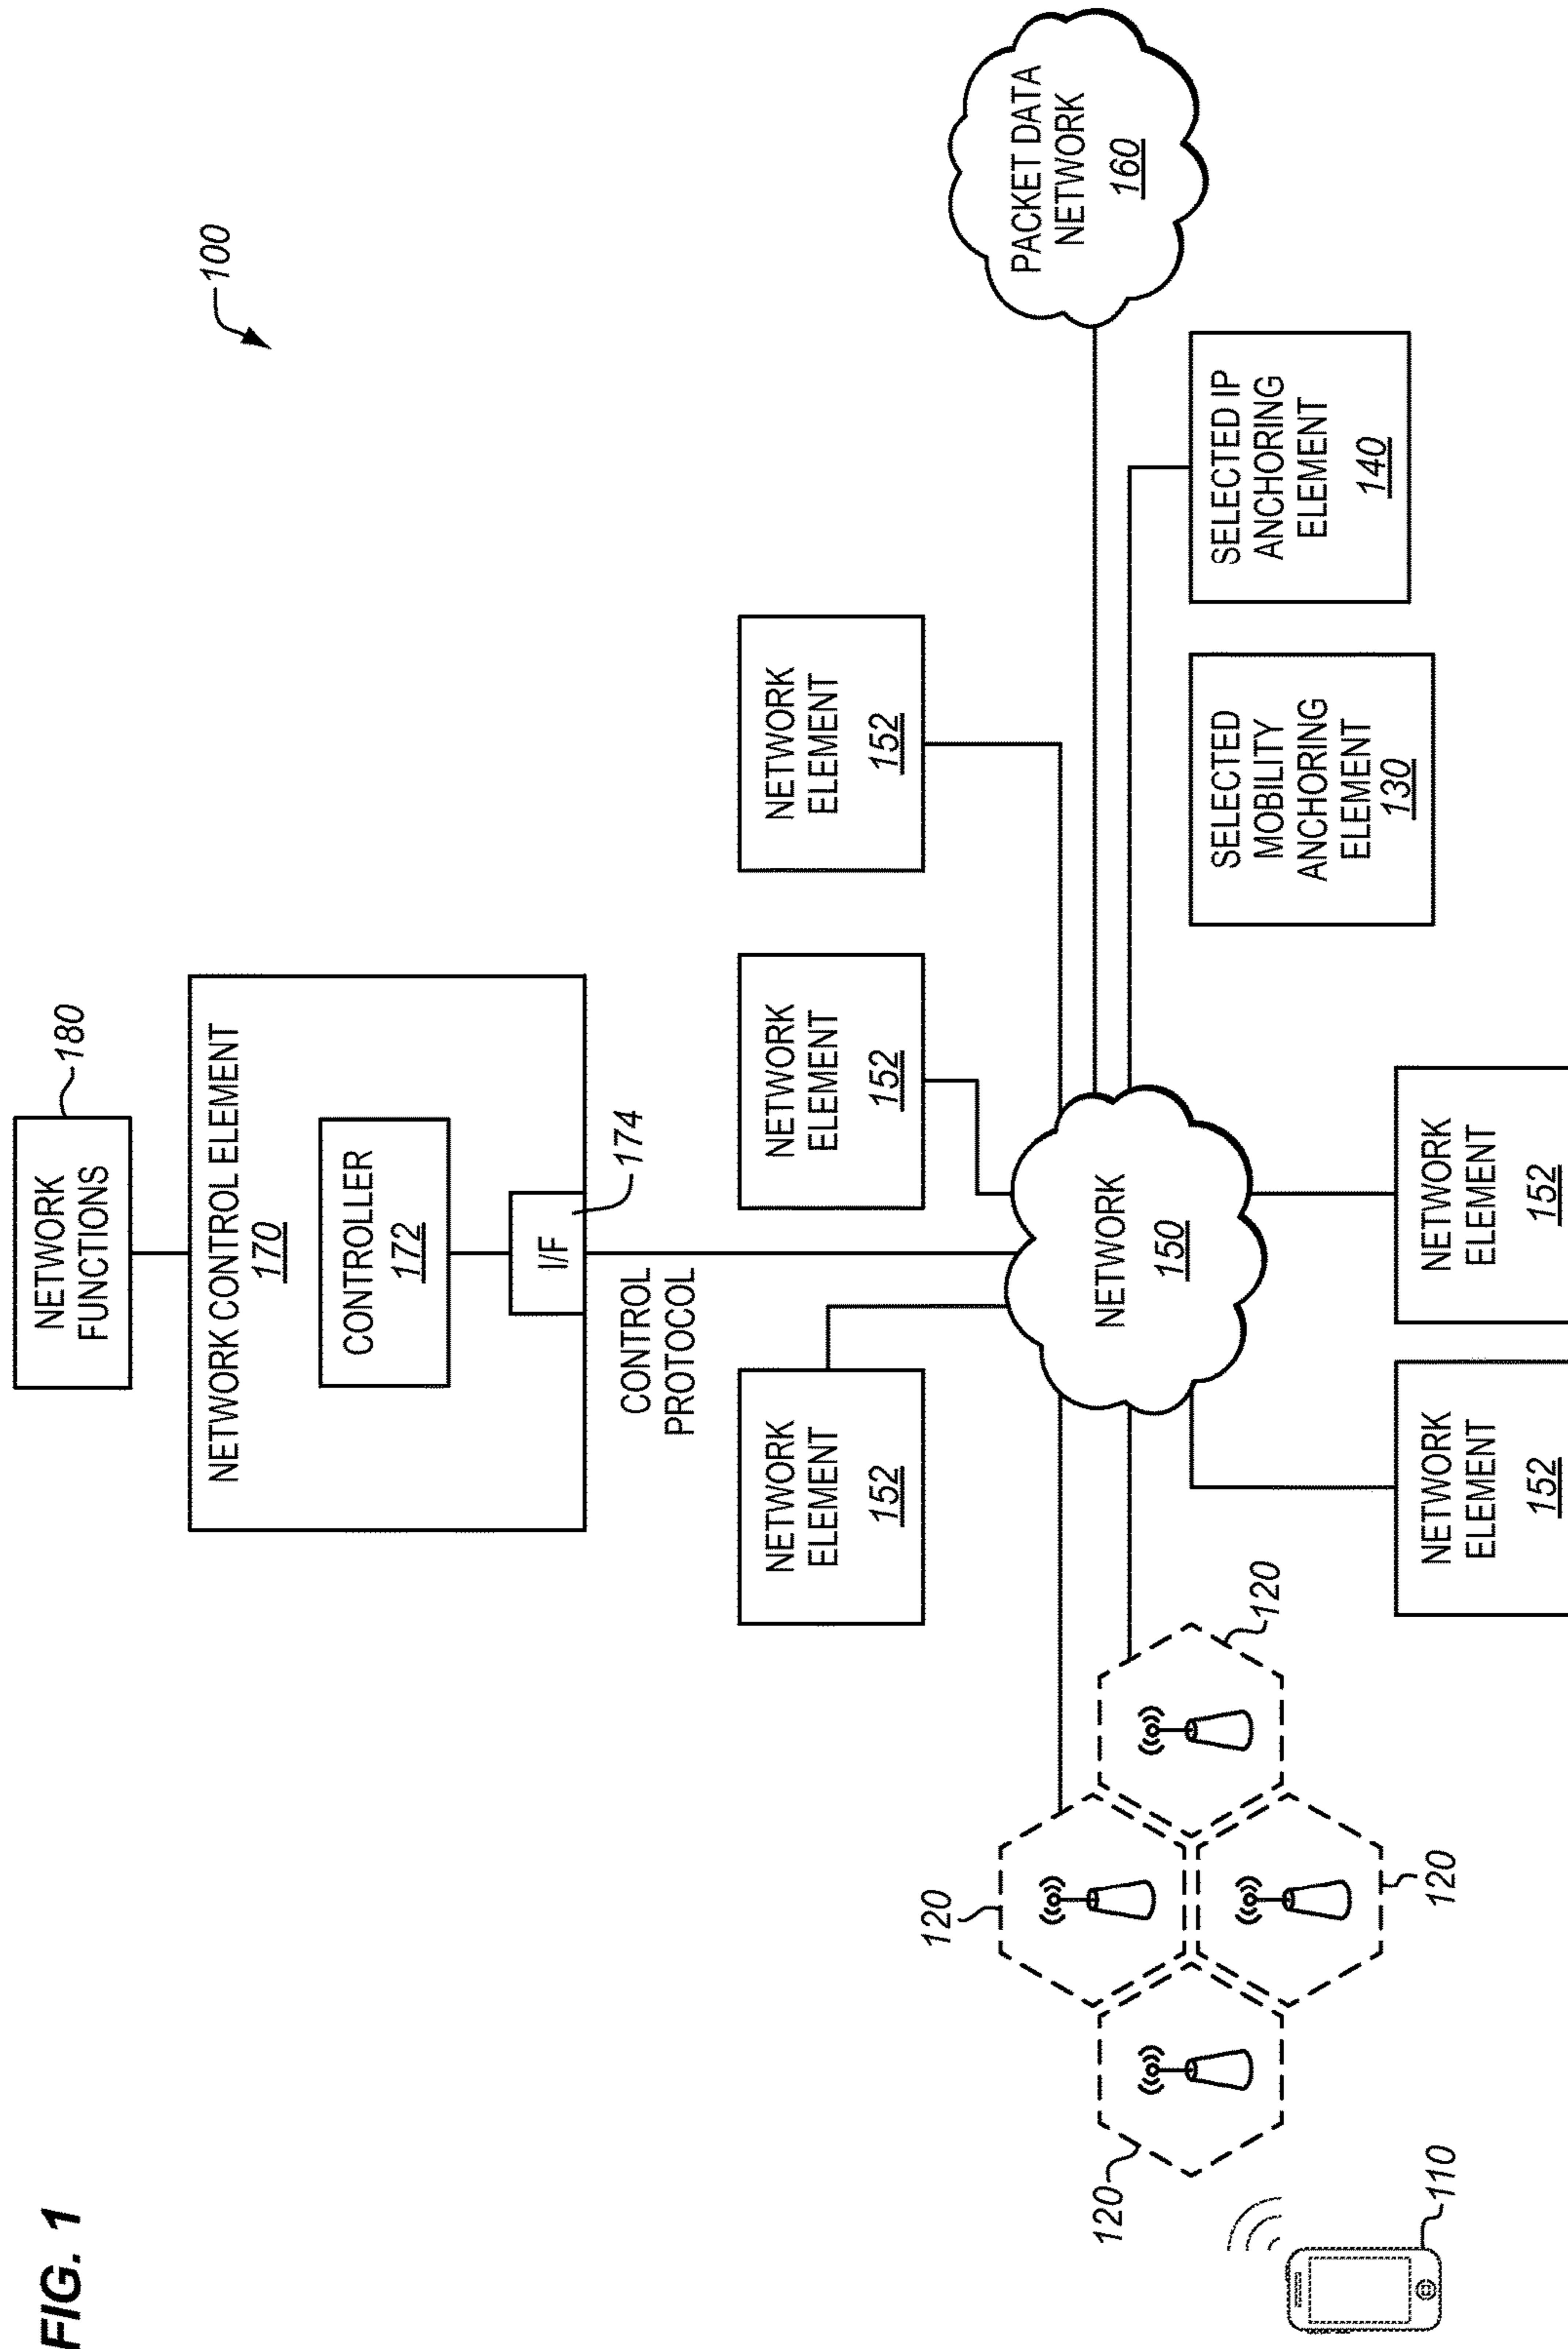 FIG. 1
100
NETWORK
FUNCTIONS
180
NETWORK CONTROL ELEMENT
170
CONTROLLER
172
I/F
174
CONTROL
PROTOCOL
NETWORK
ELEMENT
152
NETWORK
ELEMENT
152
NETWORK
ELEMENT
152
120
120
120
120
110
NETWORK
150
PACKET DATA
NETWORK
160
NETWORK
ELEMENT
152
NETWORK
ELEMENT
152
SELECTED
MOBILITY
ANCHORING
ELEMENT
130
SELECTED IP
ANCHORING
ELEMENT
140